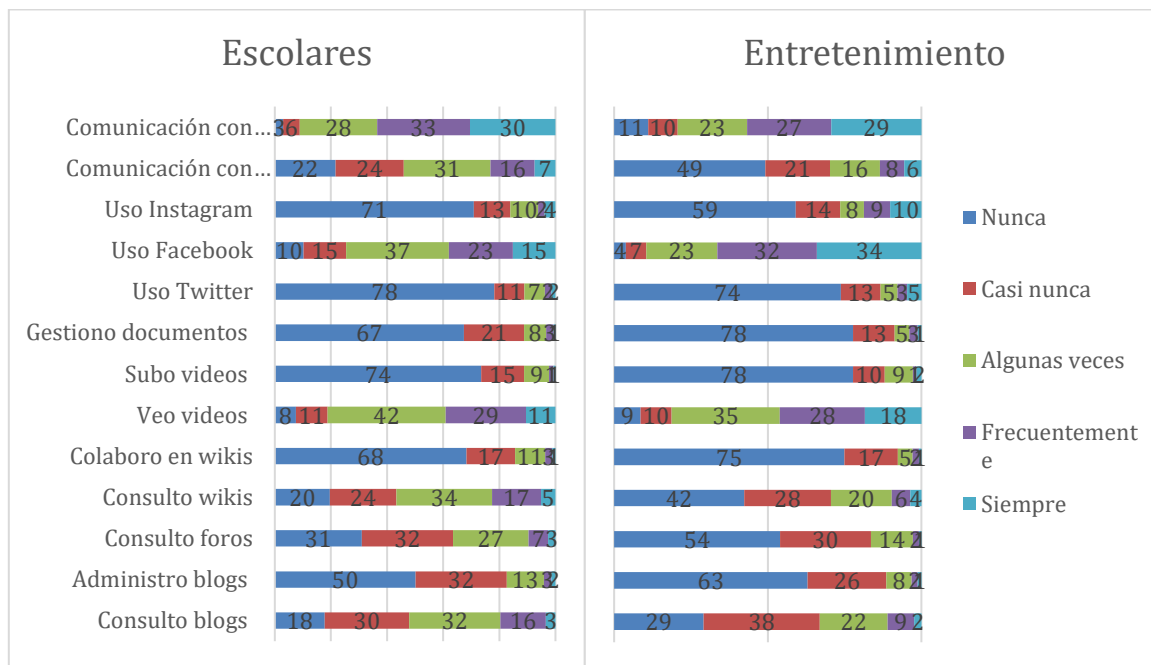 Escolares
Entretenimiento
Comunicación con... 3 6 28 33 30 11 10 23 27 29
Comunicación con... 22 24 31 16 7 49 21 16 8 6
Uso Instagram 71 13 10 2 4 59 14 8 9 10
Uso Facebook 10 15 37 23 15 4 7 23 32 34
Uso Twitter 78 11 7 2 2 74 13 5 3 5
Gestiono documentos 67 21 8 3 1 78 13 5 3 1
Subo videos 74 15 9 1 1 78 10 9 1 2
Veo videos 8 11 42 29 11 9 10 35 28 18
Colaboro en wikis 68 17 11 3 1 75 17 5 2 1
Consulto wikis 20 24 34 17 5 42 28 20 6 4
Consulto foros 31 32 27 7 3 54 30 14 2 1
Administro blogs 50 32 13 3 2 63 26 8 2 1
Consulto blogs 18 30 32 16 3 29 38 22 9 2
Nunca
Casi nunca
Algunas veces
Frecuentement
e
Siempre